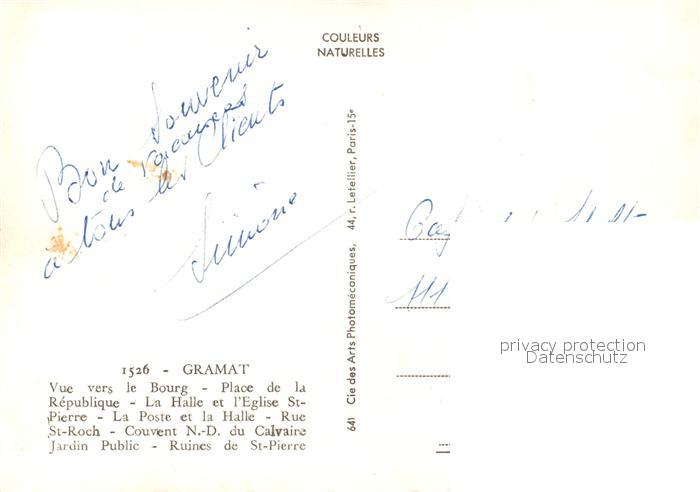 COULEURS
NATURELLES
Bon Souvenir
de vacances
à tous les Clients
Simone
1526 - GRAMAT
Vue vers le Bourg - Place de la
République - La Halle et l'Eglise St-
Pierre - La Poste et la Halle - Rue
St-Roch - Couvent N.-D. du Calvaire
Jardin Public - Ruines de St-Pierre
641 Cie des Arts Photomécaniques, 44, r. Letellier, Paris-15e
privacy protection
Datenschutz